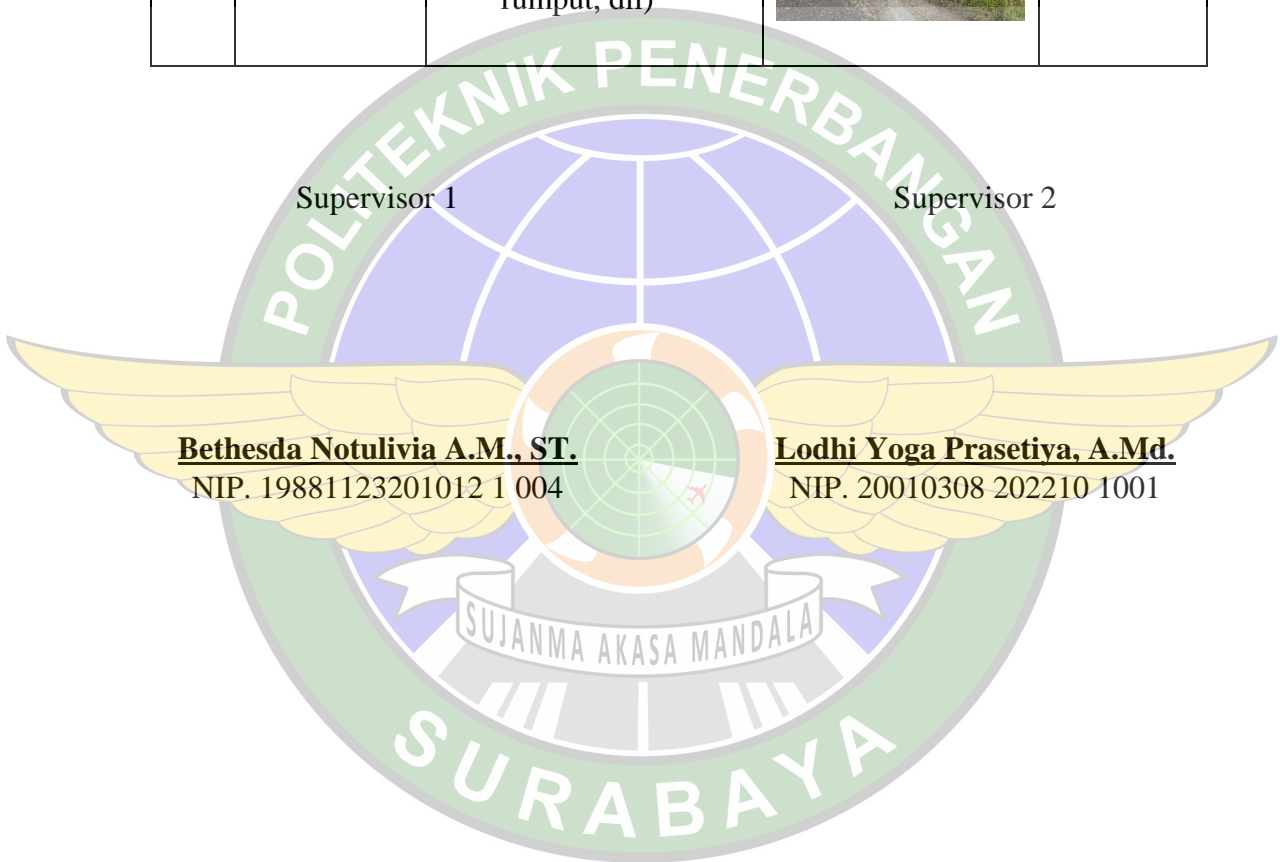 rumput, dll)
POLITEKNIK PENERBANGAN
Supervisor 1
Supervisor 2
Bethesda Notulivia A.M., ST.
NIP. 19881123201012 1 004
Lodhi Yoga Prasetiya, A.Md.
NIP. 20010308 202210 1001
SUJANMA AKASA MANDALA
SURABAYA